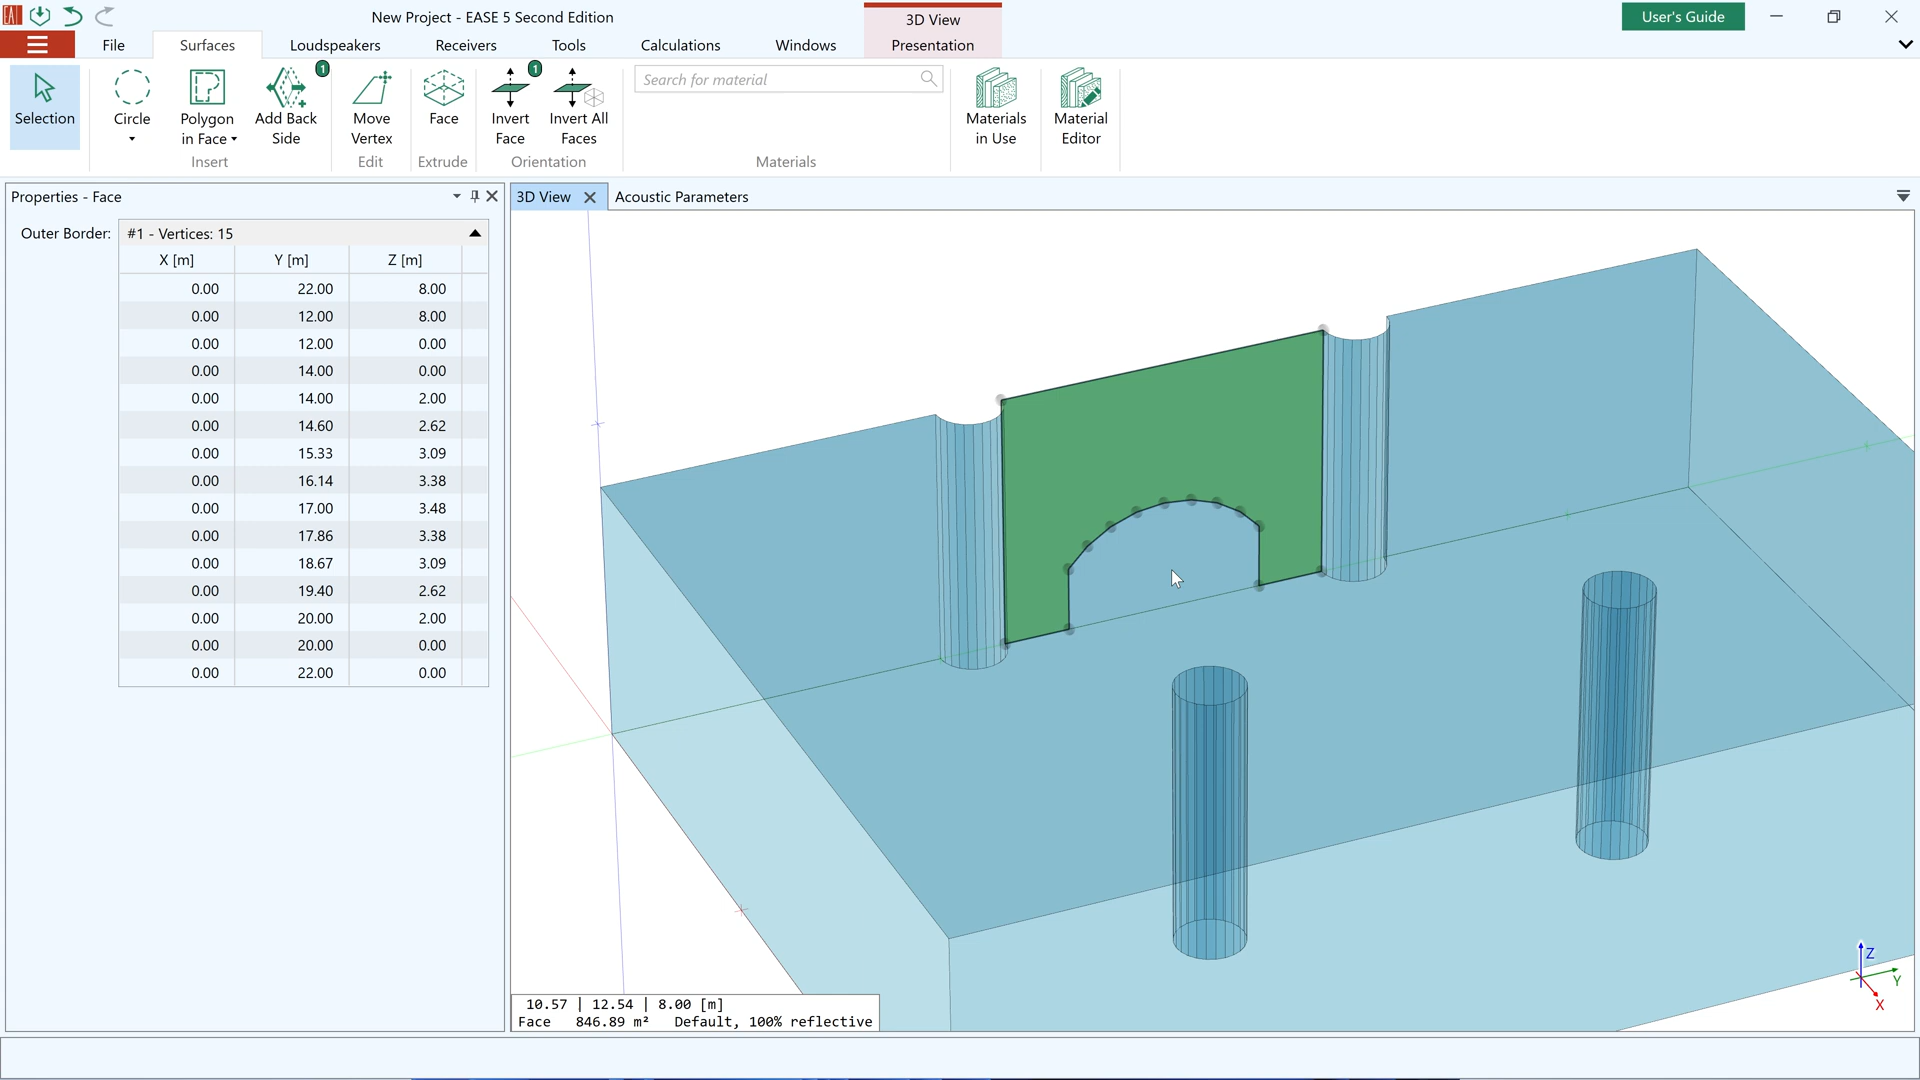 New Project - EASE 5 Second Edition
3D View
User's Guide
File
Surfaces
Loudspeakers
Receivers
Tools
Calculations
Windows
Presentation
Selection
Circle
Polygon
in Face
Add Back
Side
1
Move
Vertex
Face
1
Invert
Face
Invert All
Faces
Search for material
Materials
in Use
Material
Editor
Insert
Edit
Extrude
Orientation
Materials
Properties - Face
3D View
Acoustic Parameters
Outer Border:
#1 - Vertices: 15
X [m] Y [m] Z [m]
0.00 22.00 8.00
0.00 12.00 8.00
0.00 12.00 0.00
0.00 14.00 0.00
0.00 14.00 2.00
0.00 14.60 2.62
0.00 15.33 3.09
0.00 16.14 3.38
0.00 17.00 3.48
0.00 17.86 3.38
0.00 18.67 3.09
0.00 19.40 2.62
0.00 20.00 2.00
0.00 20.00 0.00
0.00 22.00 0.00
Z
Y
X
10.57 | 12.54 | 8.00 [m]
Face 846.89 m² Default, 100% reflective